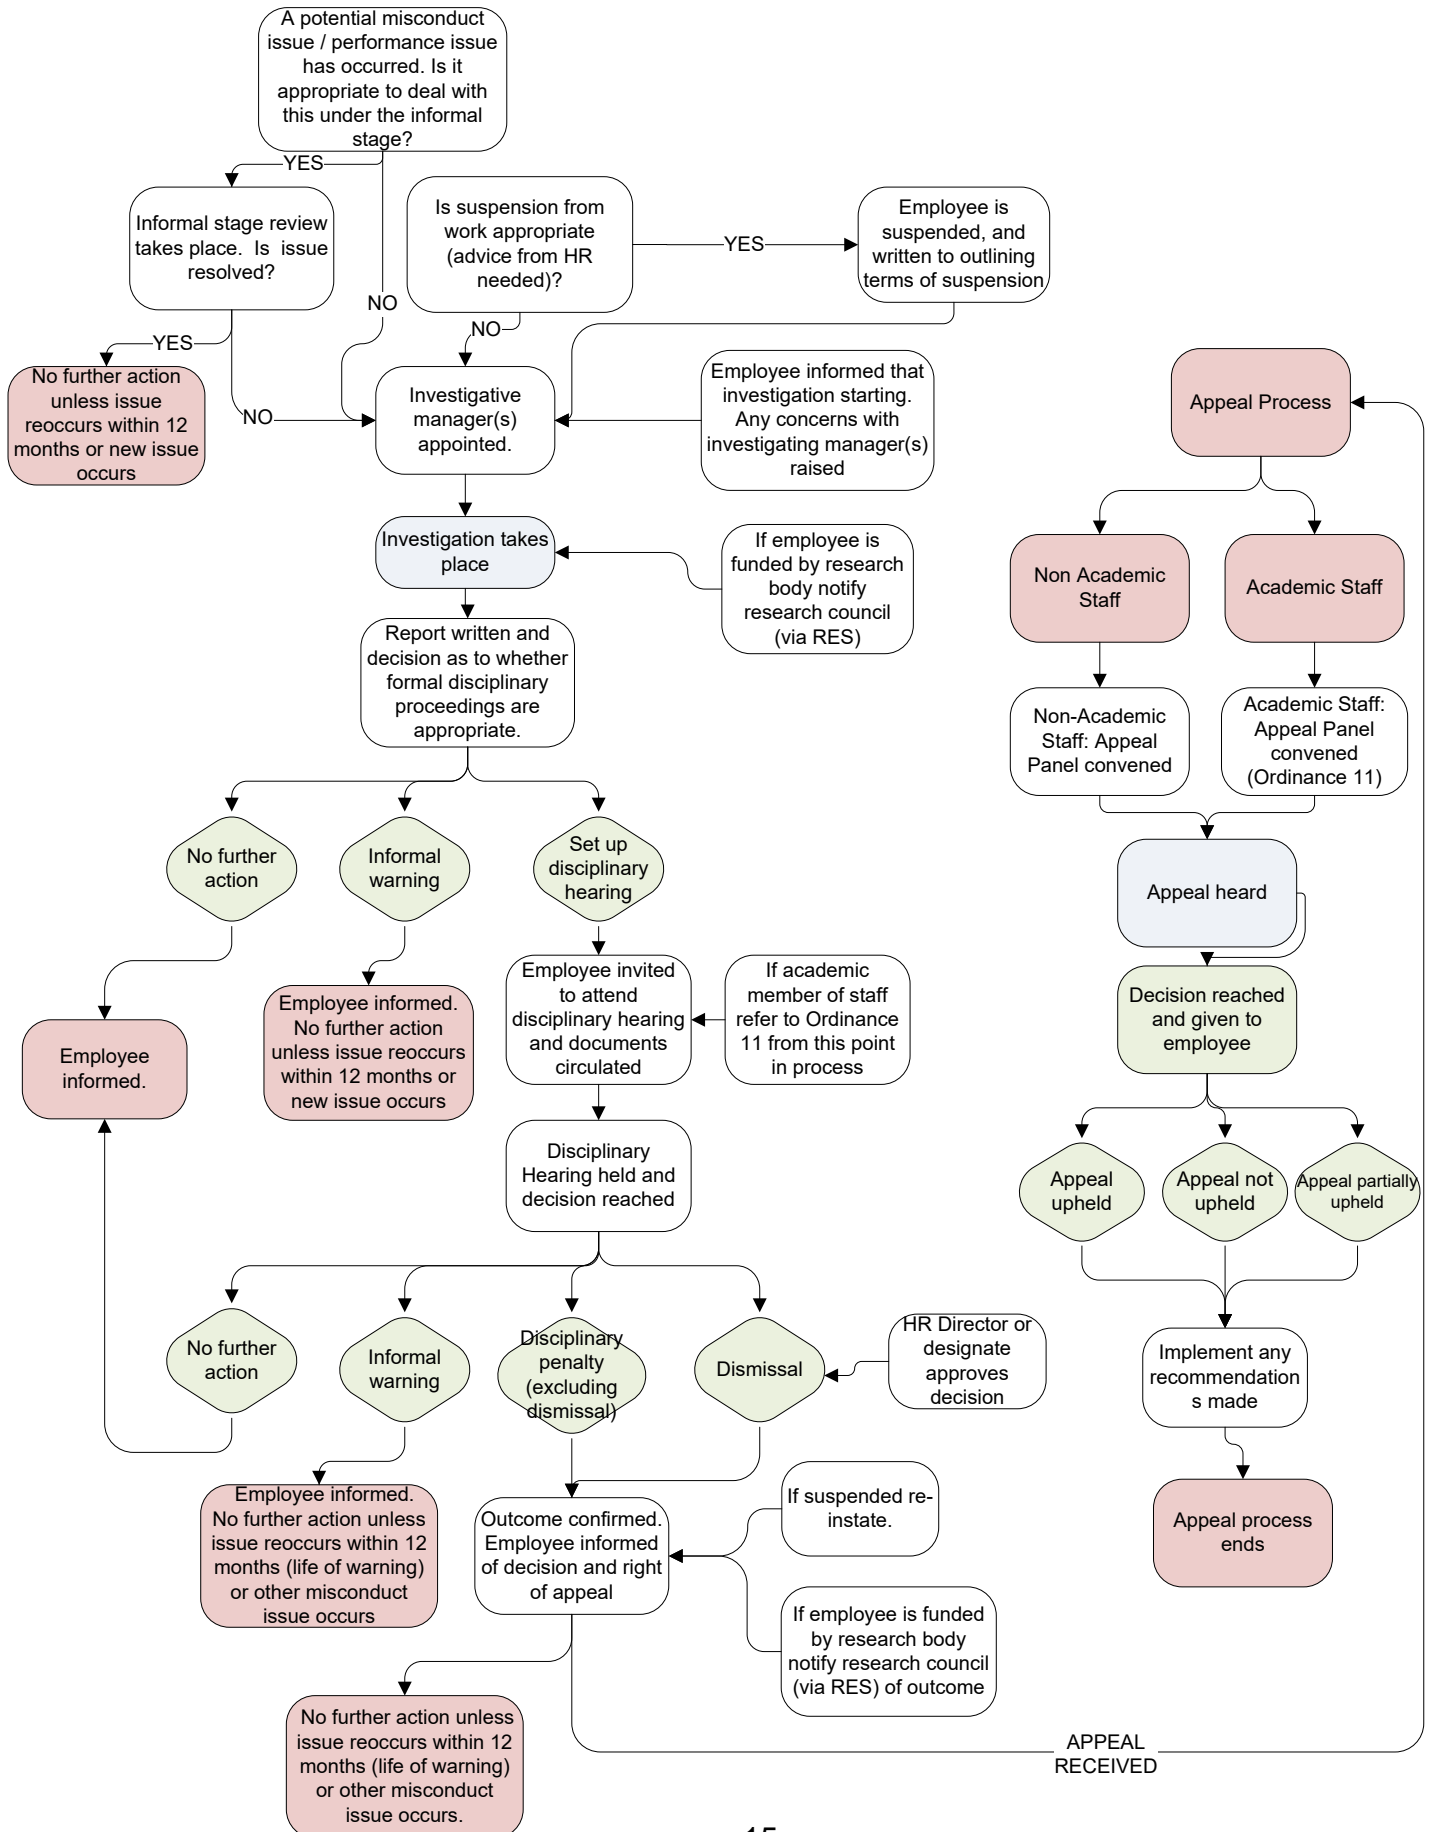 A potential misconduct
issue / performance issue
has occurred. Is it
appropriate to deal with
this under the informal
stage?
YES
Informal stage review
takes place.  Is  issue
resolved?
Is suspension from
work appropriate
(advice from HR
needed)?
YES
Employee is
suspended, and
written to outlining
terms of suspension
NO
NO
YES
No further action
unless issue
reoccurs within 12
months or new issue
occurs
NO
Investigative
manager(s)
appointed.
Employee informed that
investigation starting.
Any concerns with
investigating manager(s)
raised
Investigation takes
place
If employee is
funded by research
body notify
research council
(via RES)
Report written and
decision as to whether
formal disciplinary
proceedings are
appropriate.
No further
action
Informal
warning
Set up
disciplinary
hearing
Employee
informed.
Employee informed.
No further action
unless issue reoccurs
within 12 months or
new issue occurs
Employee invited
to attend
disciplinary hearing
and documents
circulated
If academic
member of staff
refer to Ordinance
11 from this point
in process
Disciplinary
Hearing held and
decision reached
No further
action
Informal
warning
Disciplinary
penalty
(excluding
dismissal)
Dismissal
HR Director or
designate
approves
decision
Employee informed.
No further action unless
issue reoccurs within 12
months (life of warning)
or other misconduct
issue occurs
Outcome confirmed.
Employee informed
of decision and right
of appeal
If suspended re-
instate.
If employee is funded
by research body
notify research council
(via RES) of outcome
No further action unless
issue reoccurs within 12
months (life of warning)
or other misconduct
issue occurs.
APPEAL
RECEIVED
Appeal Process
Non Academic
Staff
Academic Staff
Non-Academic
Staff: Appeal
Panel convened
Academic Staff:
Appeal Panel
convened
(Ordinance 11)
Appeal heard
Decision reached
and given to
employee
Appeal
upheld
Appeal not
upheld
Appeal partially
upheld
Implement any
recommendation
s made
Appeal process
ends